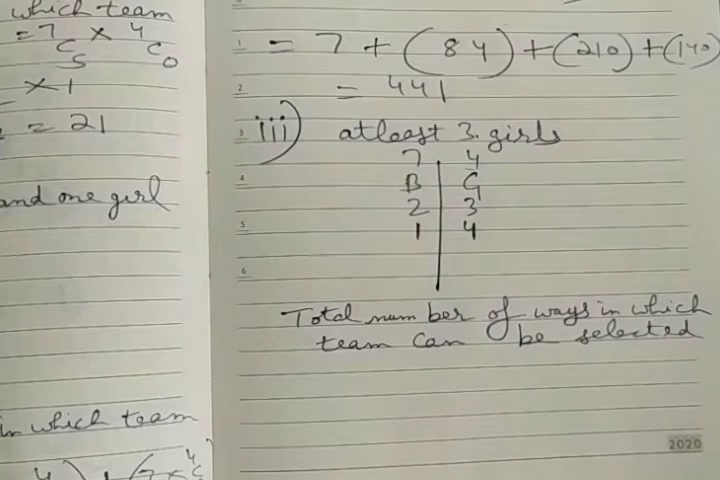 which team
= 7C5 × 4C0
× 1
= 21
and one girl
in which team
= 7 + (84) + (210) + (140)
= 441
iii) atleast 3 girls
7 4
B G
2 3
1 4
Total number of ways in which
team can be selected
2020